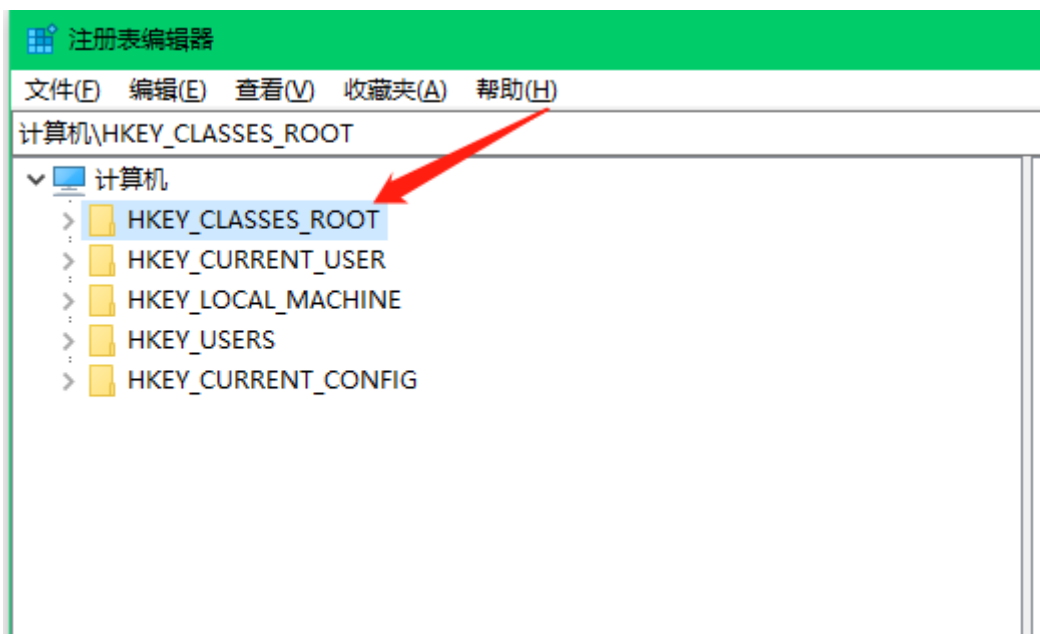 注册表编辑器
文件(F) 编辑(E) 查看(V) 收藏夹(A) 帮助(H)
计算机\HKEY_CLASSES_ROOT
计算机
HKEY_CLASSES_ROOT
HKEY_CURRENT_USER
HKEY_LOCAL_MACHINE
HKEY_USERS
HKEY_CURRENT_CONFIG